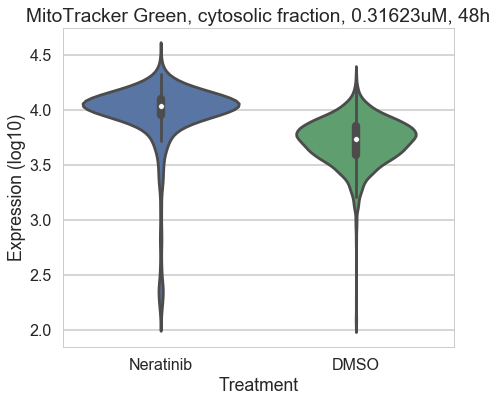 MitoTracker Green, cytosolic fraction, 0.31623uM, 48h
4.5
4.0
3.5
3.0
2.5
2.0
Expression (log10)
Neratinib
DMSO
Treatment